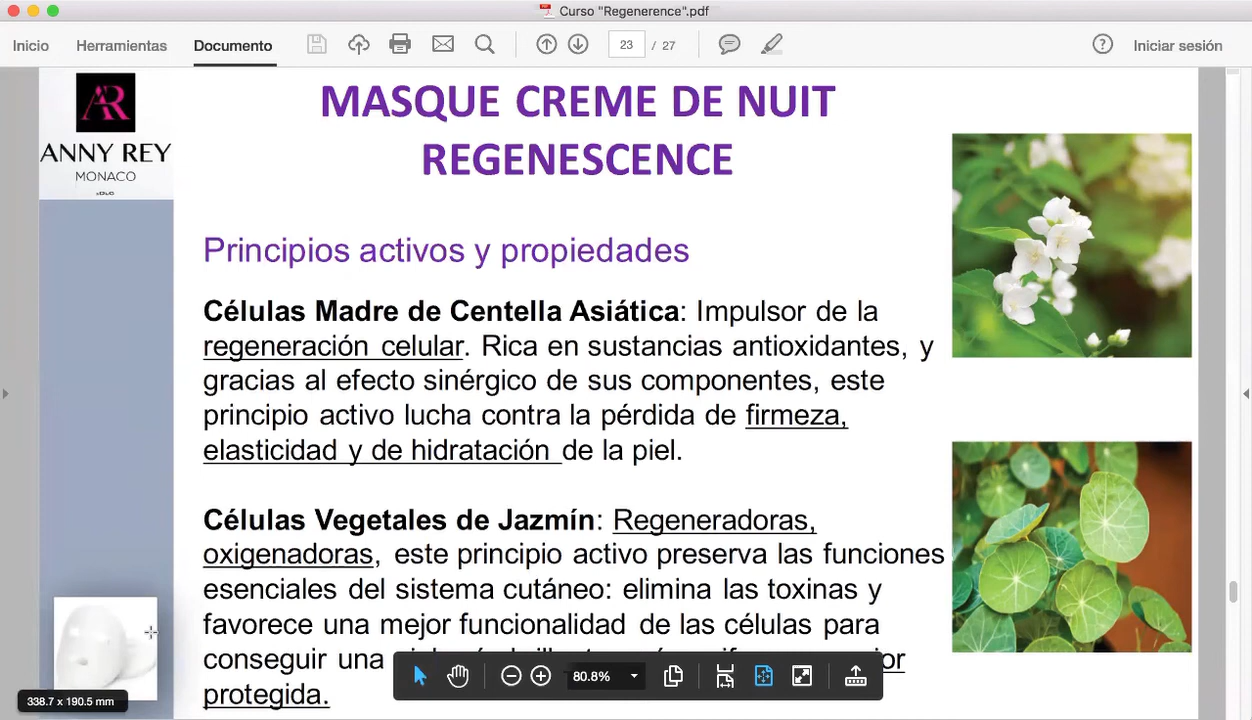 Curso "Regenerence".pdf
Inicio Herramientas Documento 23 / 27 Iniciar sesión
AR
ANNY REY
MONACO
MASQUE CREME DE NUIT
REGENESCENCE
Principios activos y propiedades
Células Madre de Centella Asiática: Impulsor de la
regeneración celular. Rica en sustancias antioxidantes, y
gracias al efecto sinérgico de sus componentes, este
principio activo lucha contra la pérdida de firmeza,
elasticidad y de hidratación de la piel.
Células Vegetales de Jazmín: Regeneradoras,
oxigenadoras, este principio activo preserva las funciones
esenciales del sistema cutáneo: elimina las toxinas y
favorece una mejor funcionalidad de las células para
conseguir una
protegida.
80.8%
338.7 x 190.5 mm